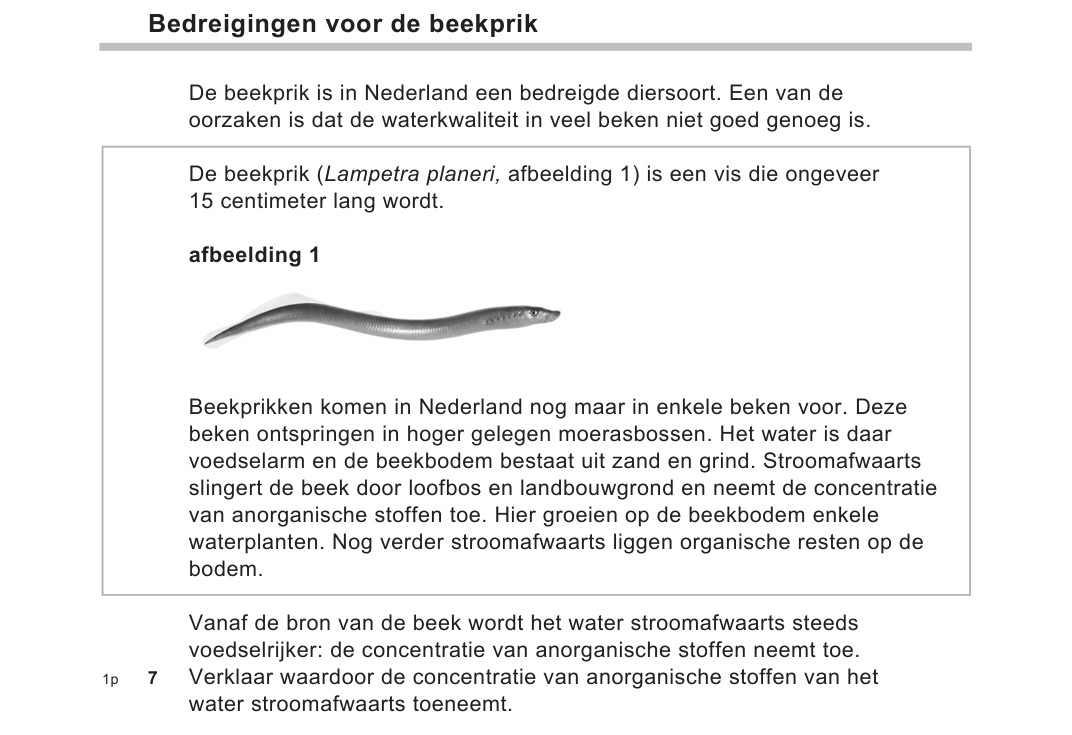 Bedreigingen voor de beekprik
De beekprik is in Nederland een bedreigde diersoort. Een van de
oorzaken is dat de waterkwaliteit in veel beken niet goed genoeg is.
De beekprik (Lampetra planeri, afbeelding 1) is een vis die ongeveer
15 centimeter lang wordt.
afbeelding 1
Beekprikken komen in Nederland nog maar in enkele beken voor. Deze
beken ontspringen in hoger gelegen moerasbossen. Het water is daar
voedselarm en de beekbodem bestaat uit zand en grind. Stroomafwaarts
slingert de beek door loofbos en landbouwgrond en neemt de concentratie
van anorganische stoffen toe. Hier groeien op de beekbodem enkele
waterplanten. Nog verder stroomafwaarts liggen organische resten op de
bodem.
Vanaf de bron van de beek wordt het water stroomafwaarts steeds
voedselrijker: de concentratie van anorganische stoffen neemt toe.
1p 7 Verklaar waardoor de concentratie van anorganische stoffen van het
water stroomafwaarts toeneemt.